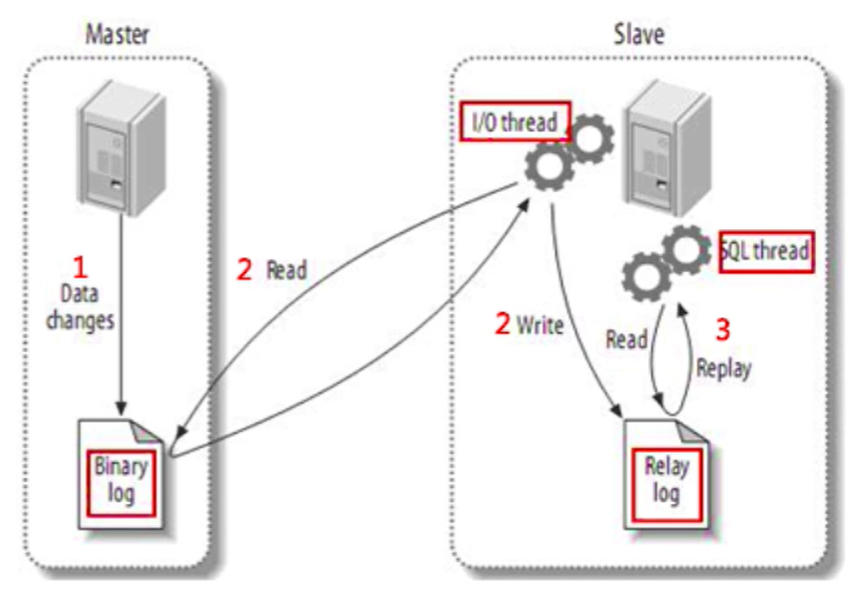 Master
Slave
I/O thread
SQL thread
1
Data
changes
2 Read
2 Write
Read
3
Replay
Binary
log
Relay
log